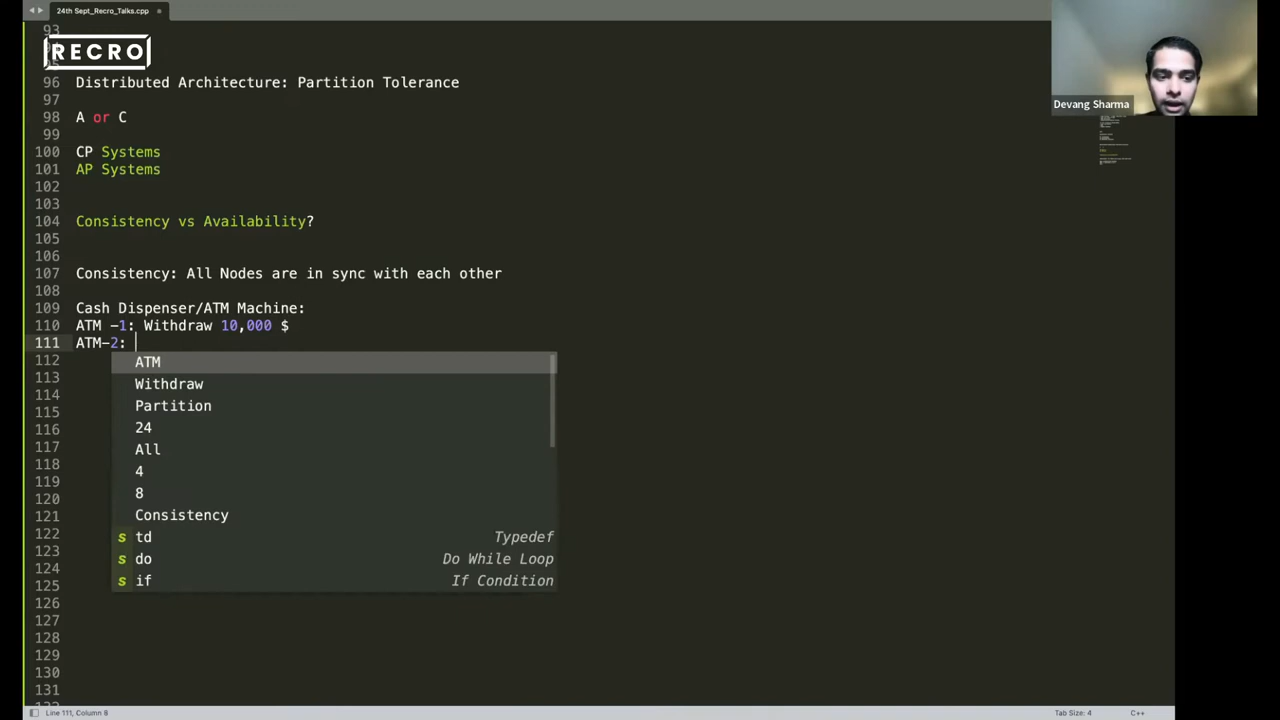 24th Sept_Recro_Talks.cpp
93
RECRO
Devang Sharma
96 Distributed Architecture: Partition Tolerance
97
98 A or C
99
100 CP Systems
101 AP Systems
102
103
104 Consistency vs Availability?
105
106
107 Consistency: All Nodes are in sync with each other
108
109 Cash Dispenser/ATM Machine:
110 ATM -1: Withdraw 10,000 $
111 ATM-2:
112 ATM
113 Withdraw
114 Partition
115 24
116 All
117 4
118 8
119
120 Consistency
121
122 td Typedef
123 s do Do While Loop
124 s if If Condition
125
126
127
128
129
130
131
Line 111, Column 8
Tab Size: 4
C++